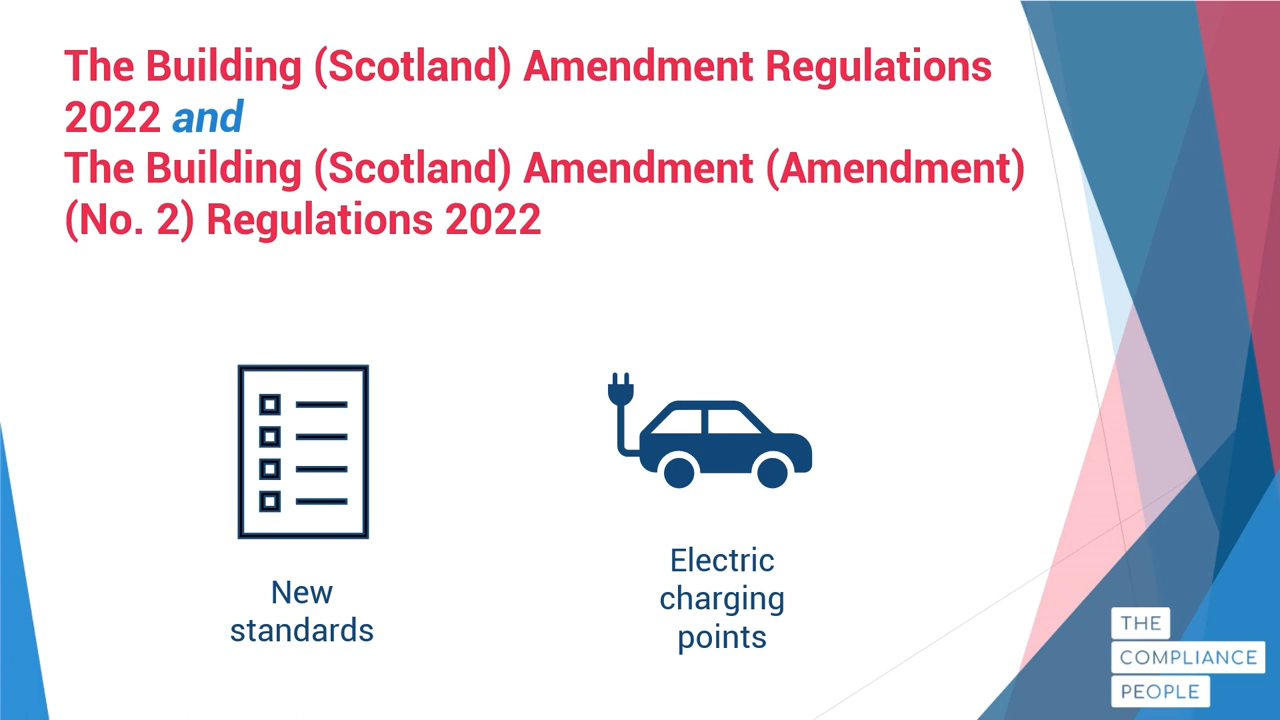 The Building (Scotland) Amendment Regulations
2022 and
The Building (Scotland) Amendment (Amendment)
(No. 2) Regulations 2022
New
standards
Electric
charging
points
THE
COMPLIANCE
PEOPLE